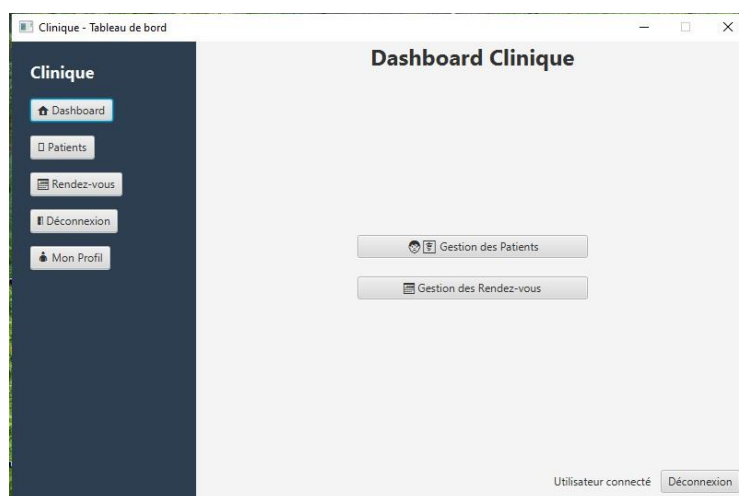 Clinique - Tableau de bord
Dashboard Clinique
Clinique
Dashboard
Patients
Rendez-vous
Déconnexion
Mon Profil
Gestion des Patients
Gestion des Rendez-vous
Utilisateur connecté
Déconnexion